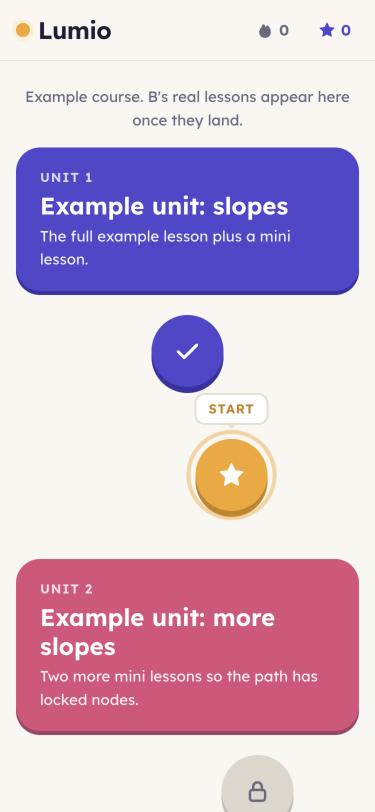 Lumio
0
0
Example course. B's real lessons appear here
once they land.
UNIT 1
Example unit: slopes
The full example lesson plus a mini
lesson.
START
UNIT 2
Example unit: more
slopes
Two more mini lessons so the path has
locked nodes.